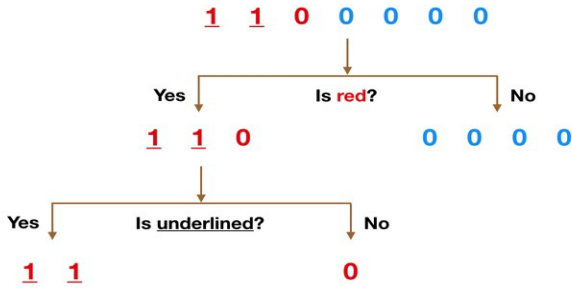 1 1 0 0 0 0 0
Yes Is red? No
1 1 0 0 0 0 0
Yes Is underlined? No
1 1 0